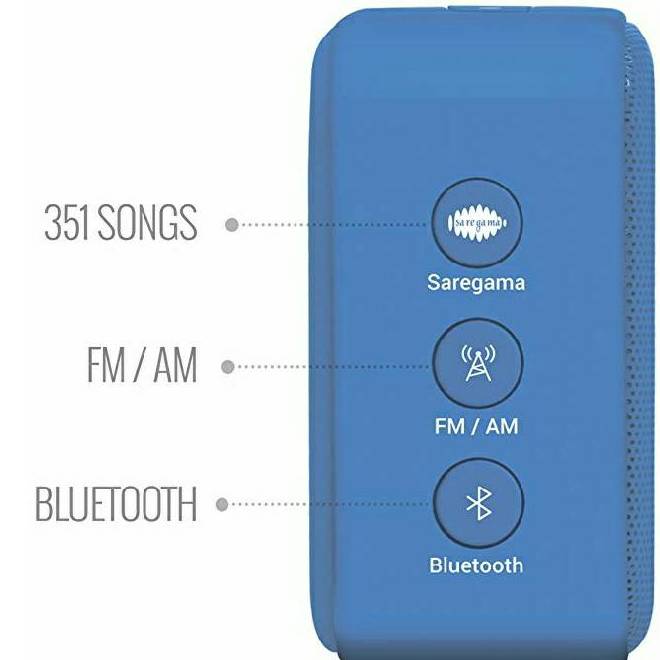 351 SONGS
saregama
Saregama
FM / AM
FM / AM
BLUETOOTH
Bluetooth